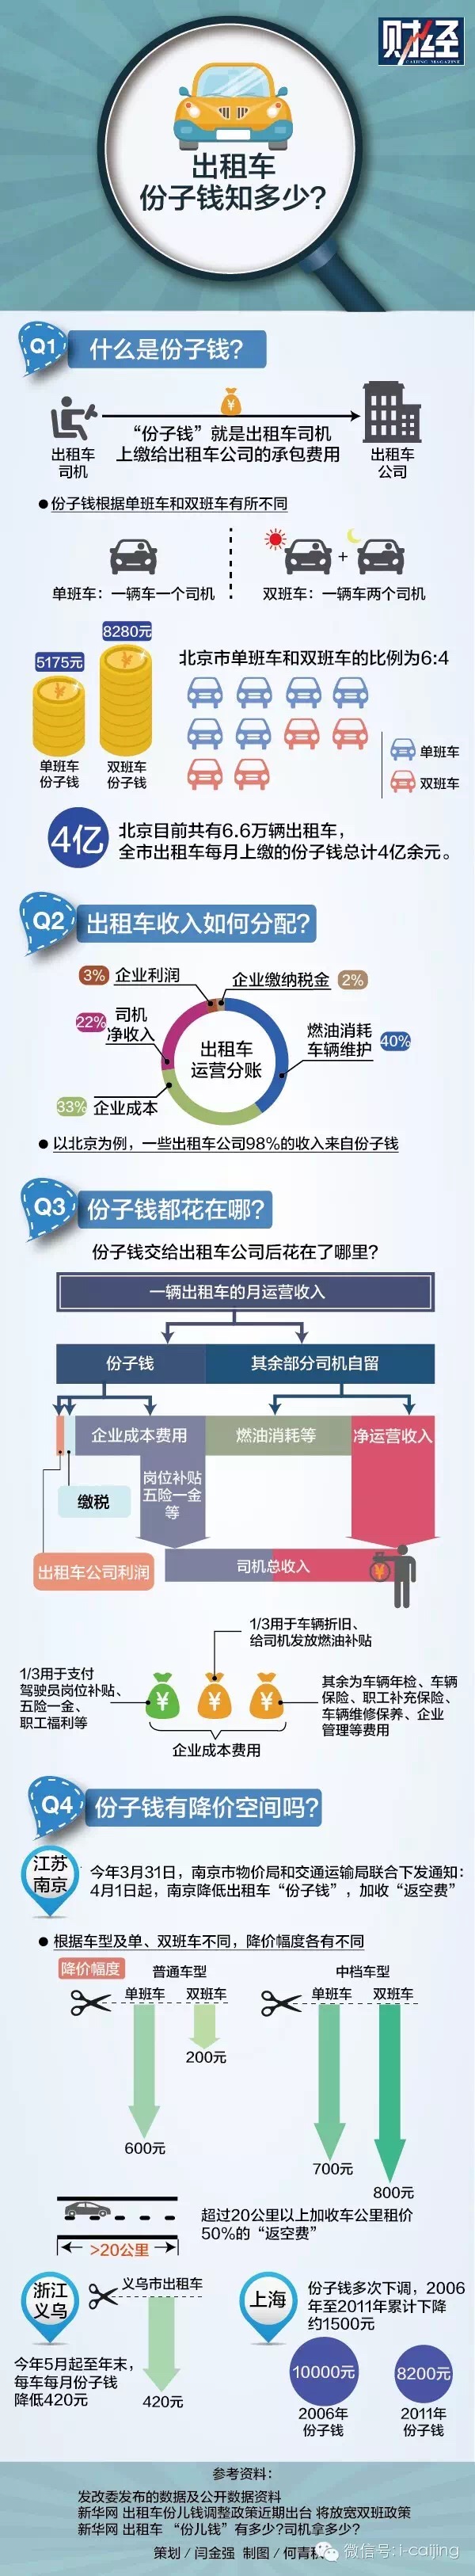 财经
CAIJING MAGAZINE
出租车
份子钱知多少?
Q1 什么是份子钱?
出租车
司机
“份子钱”就是出租车司机
上缴给出租车公司的承包费用
出租车
公司
●份子钱根据单班车和双班车有所不同
+
单班车：一辆车一个司机
双班车：一辆车两个司机
5175元
8280元
¥ ¥
单班车
份子钱
双班车
份子钱
北京市单班车和双班车的比例为6:4
单班车
双班车
4亿
北京目前共有6.6万辆出租车，
全市出租车每月上缴的份子钱总计4亿余元。
Q2 出租车收入如何分配?
3% 企业利润
企业缴纳税金 2%
22% 司机
净收入
燃油消耗
车辆维护 40%
33% 企业成本
出租车
运营分账
● 以北京为例，一些出租车公司98%的收入来自份子钱
Q3 份子钱都花在哪?
份子钱交给出租车公司后花在了哪里?
一辆出租车的月运营收入
份子钱
其余部分司机自留
企业成本费用
燃油消耗等
净运营收入
岗位补贴
五险一金
等
缴税
出租车公司利润
司机总收入
¥
1/3用于车辆折旧、
给司机发放燃油补贴
1/3用于支付
驾驶员岗位补贴、
五险一金、
职工福利等
¥ ¥ ¥
其余为车辆年检、车辆
保险、职工补充保险、
车辆维修保养、企业
管理等费用
企业成本费用
Q4 份子钱有降价空间吗?
江苏
南京
今年3月31日，南京市物价局和交通运输局联合下发通知：
4月1日起，南京降低出租车“份子钱”，加收“返空费”
● 根据车型及单、双班车不同，降价幅度各有不同
降价幅度
普通车型
中档车型
单班车 双班车
单班车 双班车
200元
600元
700元
800元
超过20公里以上加收车公里租价
50%的“返空费”
>20公里
浙江
义乌
义乌市出租车
今年5月起至年末，
每车每月份子钱
降低420元
420元
上海
份子钱多次下调，2006
年至2011年累计下降
约1500元
10000元
8200元
2006年
份子钱
2011年
份子钱
参考资料：
发改委发布的数据及公开数据资料
新华网 出租车份儿钱调整政策近期出台 将放宽双班政策
新华网 出租车 “份儿钱”有多少?司机拿多少?
策划 / 闫金强 制图 / 何青
微信号: i-caijing